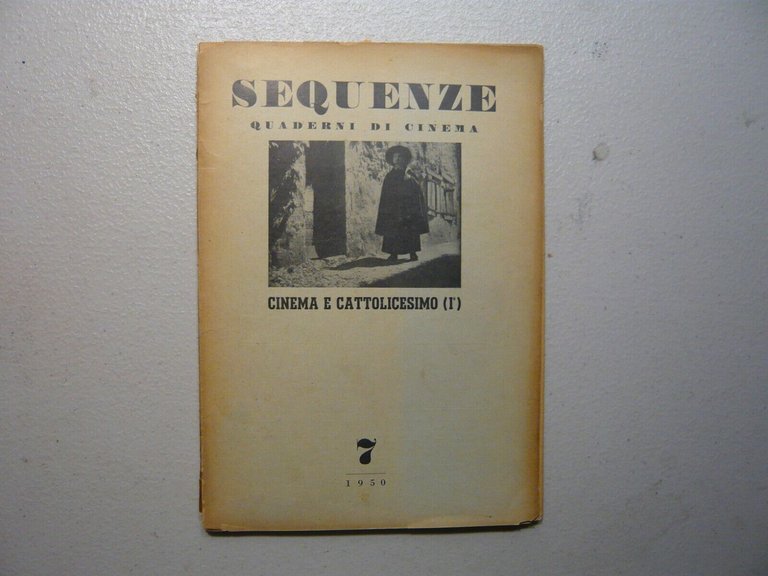 SEQUENZE
QUADERNI DI CINEMA
CINEMA E CATTOLICESIMO (I°)
7
1950